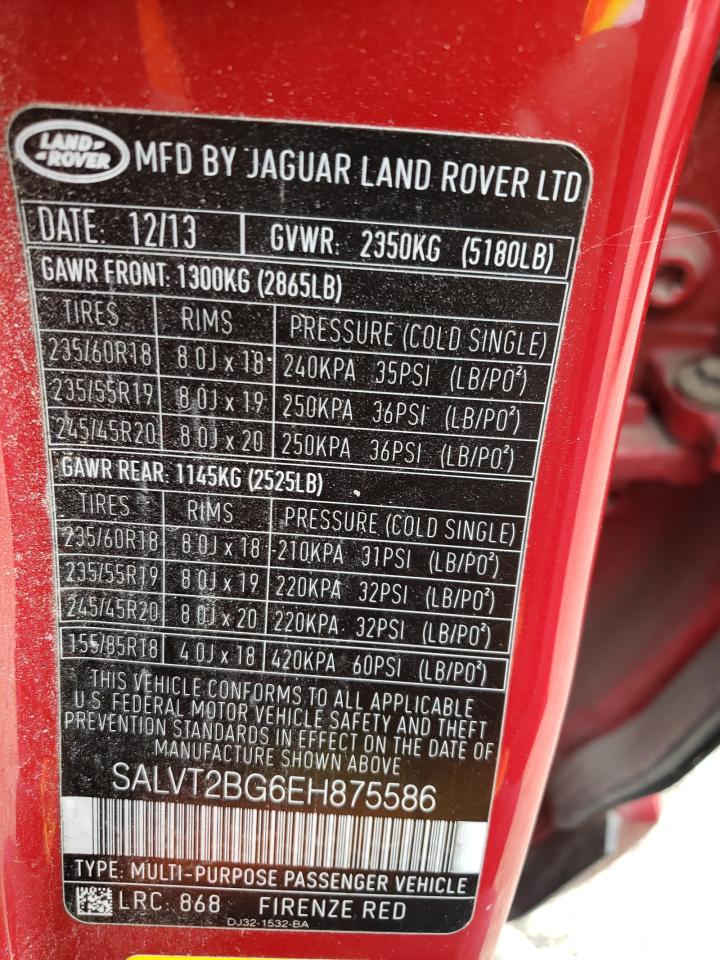 LAND ROVER MFD BY JAGUAR LAND ROVER LTD
DATE: 12/13 GVWR: 2350KG (5180LB)
GAWR FRONT: 1300KG (2865LB)
TIRES RIMS PRESSURE (COLD SINGLE)
235/60R18 8.0J x 18 240KPA 35PSI (LB/PO²)
235/55R19 8.0J x 19 250KPA 36PSI (LB/PO²)
245/45R20 8.0J x 20 250KPA 36PSI (LB/PO²)
GAWR REAR: 1145KG (2525LB)
TIRES RIMS PRESSURE (COLD SINGLE)
235/60R18 8.0J x 18 210KPA 31PSI (LB/PO²)
235/55R19 8.0J x 19 220KPA 32PSI (LB/PO²)
245/45R20 8.0J x 20 220KPA 32PSI (LB/PO²)
155/85R18 4.0J x 18 420KPA 60PSI (LB/PO²)
THIS VEHICLE CONFORMS TO ALL APPLICABLE
U.S. FEDERAL MOTOR VEHICLE SAFETY AND THEFT
PREVENTION STANDARDS IN EFFECT ON THE DATE OF
MANUFACTURE SHOWN ABOVE
SALVT2BG6EH875586
TYPE: MULTI-PURPOSE PASSENGER VEHICLE
LRC: 868 FIRENZE RED
DJ32-1532-BA